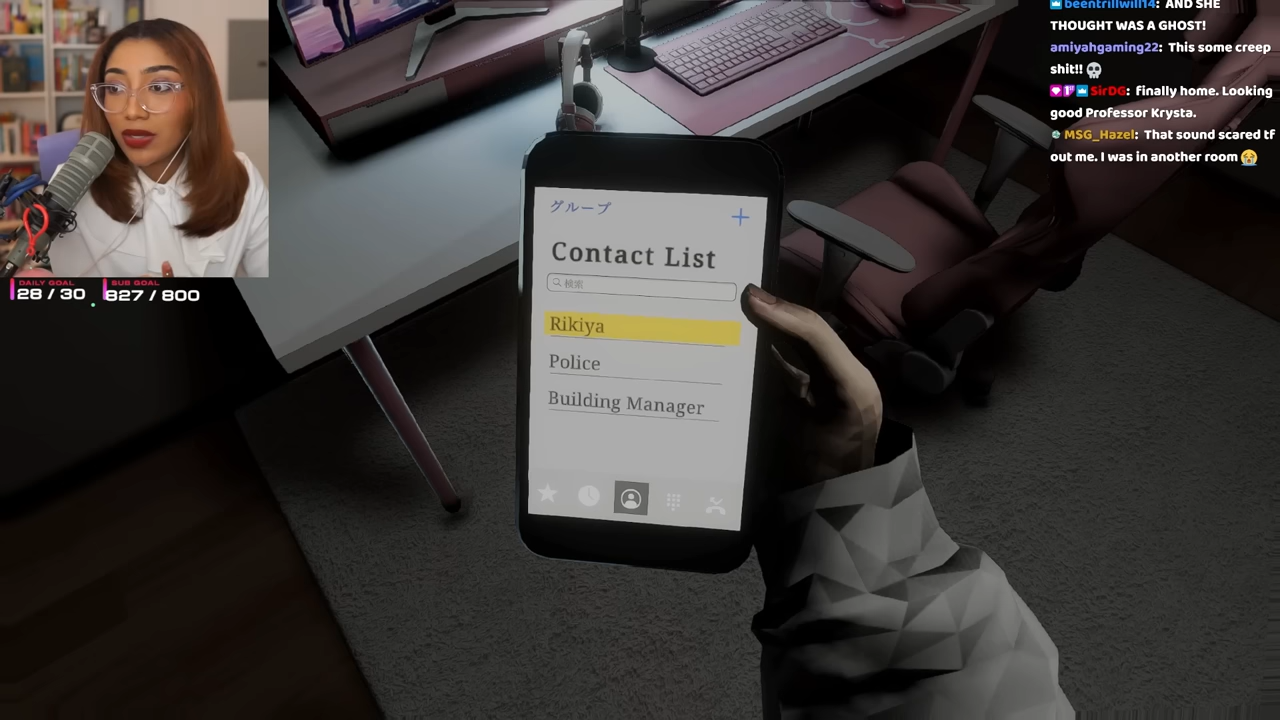 DAILY GOAL
28 / 30
SUB GOAL
827 / 800
グループ
+
Contact List
検索
Rikiya
Police
Building Manager
beentrillwill14: AND SHE
THOUGHT WAS A GHOST!
amiyahgaming22: This some creep
shit!! 💀
SirDG: finally home. Looking
good Professor Krysta.
MSG_Hazel: That sound scared tf
out me. I was in another room 😭